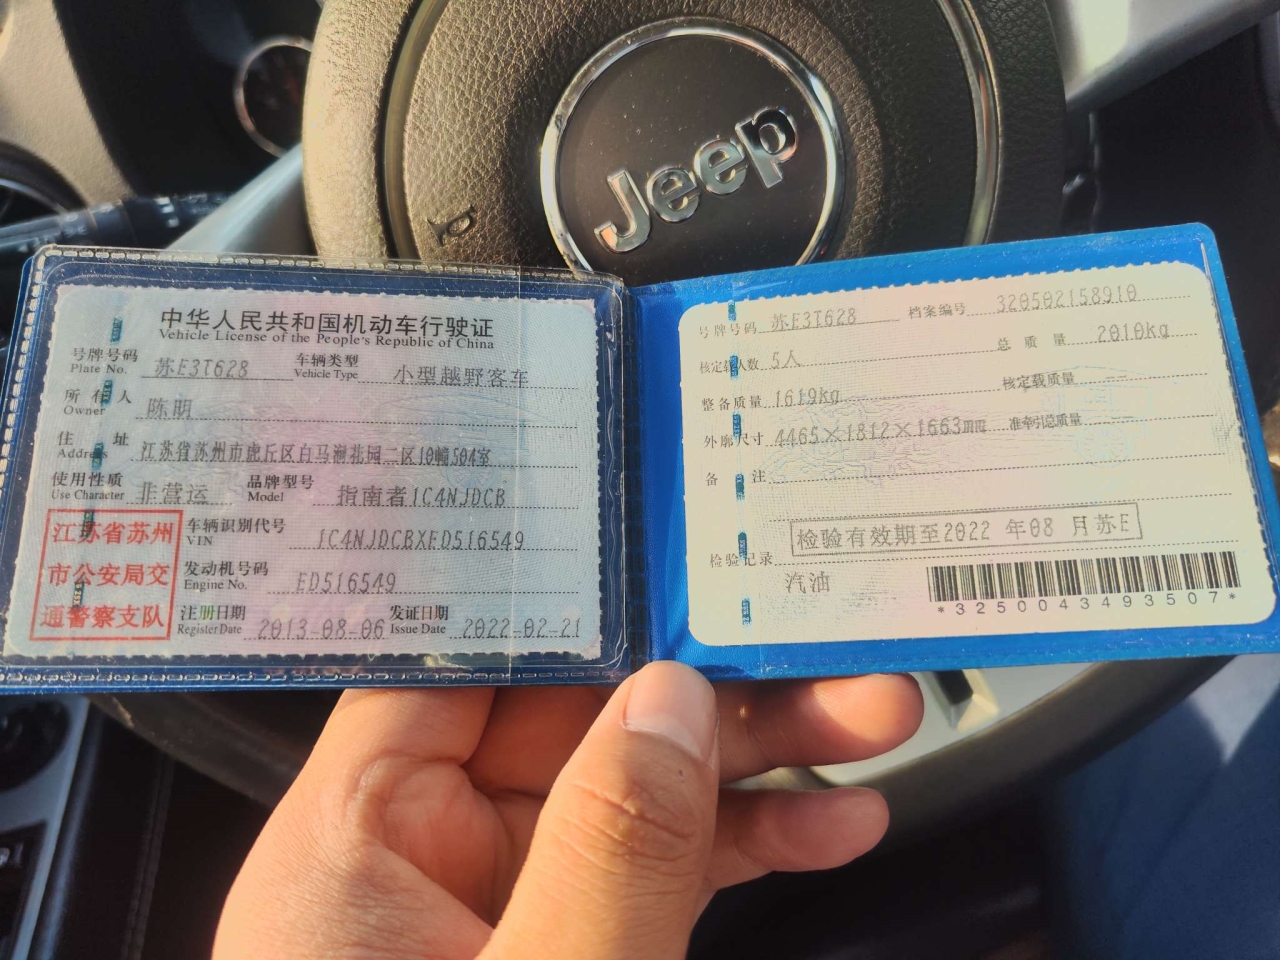 Jeep
中华人民共和国机动车行驶证
Vehicle License of the People's Republic of China
号牌号码 苏E3T628 车辆类型 小型越野客车
Plate No. Vehicle Type
所有人 陈明
Owner
住址 江苏省苏州市虎丘区白马涧花园二区10幢504室
Address
使用性质 非营运 品牌型号 指南者1C4NJDCB
Use Character Model
江苏省苏州
市公安局交
通警察支队
车辆识别代号 1C4NJDCBXED516549
VIN
发动机号码 ED516549
Engine No.
注册日期 2013-08-06 发证日期 2022-02-21
Register Date Issue Date
号牌号码 苏E3T628 档案编号 320502158910
核定载人数 5人 总质量 2010kg
整备质量 1619kg 核定载质量
外廓尺寸 4465×1812×1663mm 准牵引总质量
备注
检验记录 检验有效期至2022 年08 月苏E
汽油
*3250043493507*